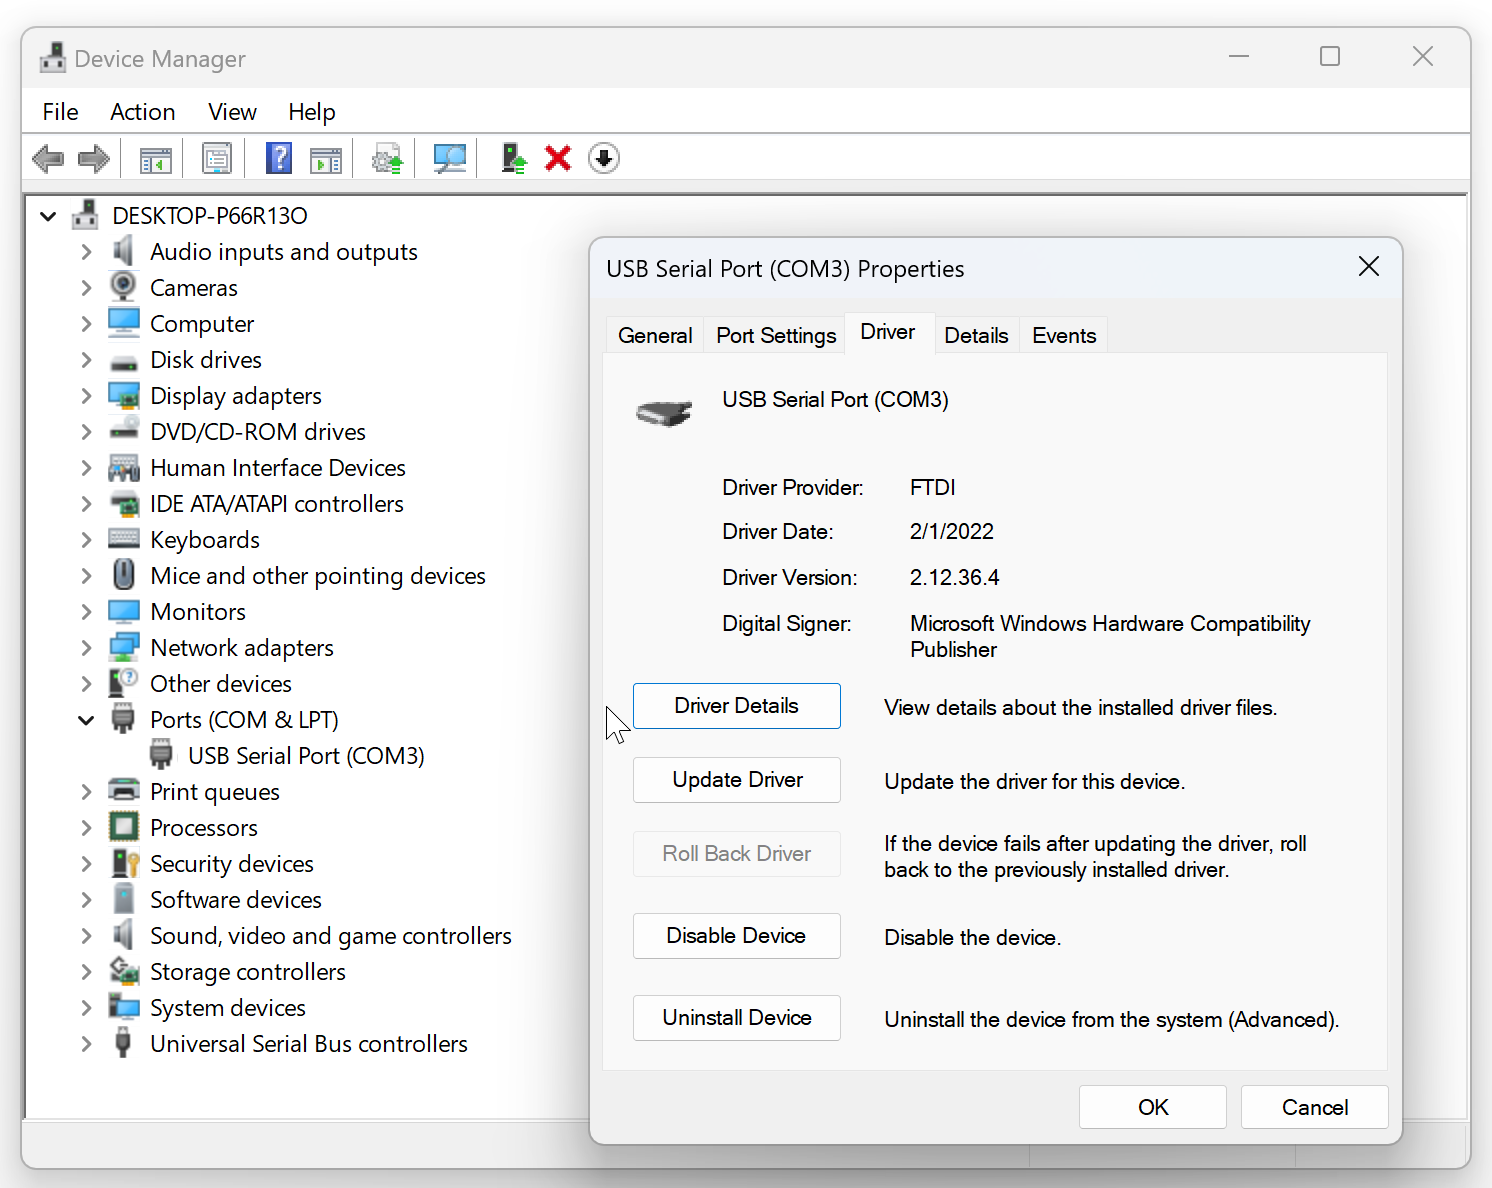 Device Manager
File Action View Help
DESKTOP-P66R13O
Audio inputs and outputs
Cameras
Computer
Disk drives
Display adapters
DVD/CD-ROM drives
Human Interface Devices
IDE ATA/ATAPI controllers
Keyboards
Mice and other pointing devices
Monitors
Network adapters
Other devices
Ports (COM & LPT)
USB Serial Port (COM3)
Print queues
Processors
Security devices
Software devices
Sound, video and game controllers
Storage controllers
System devices
Universal Serial Bus controllers
USB Serial Port (COM3) Properties
General Port Settings Driver Details Events
USB Serial Port (COM3)
Driver Provider: FTDI
Driver Date: 2/1/2022
Driver Version: 2.12.36.4
Digital Signer: Microsoft Windows Hardware Compatibility
Publisher
Driver Details View details about the installed driver files.
Update Driver Update the driver for this device.
Roll Back Driver If the device fails after updating the driver, roll
back to the previously installed driver.
Disable Device Disable the device.
Uninstall Device Uninstall the device from the system (Advanced).
OK Cancel